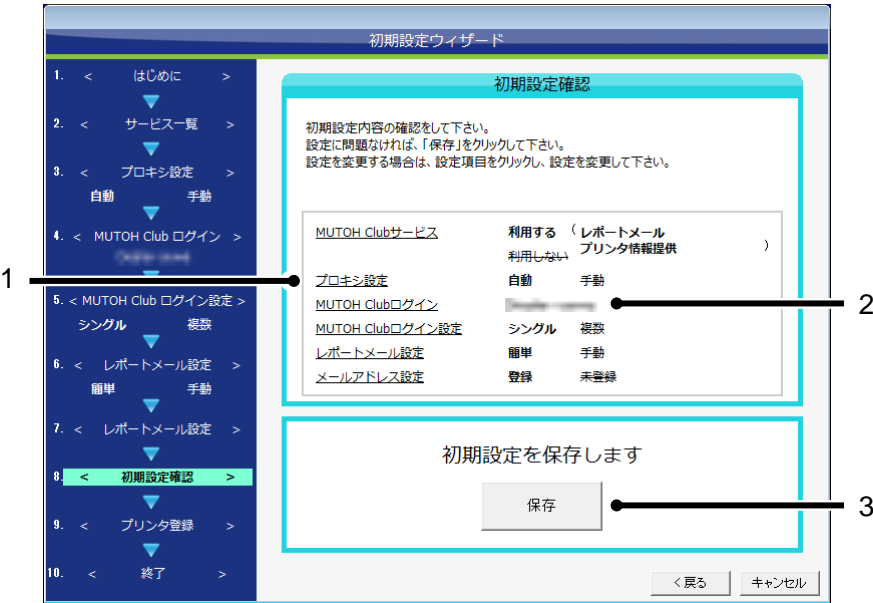 初期設定ウィザード
1. < はじめに >
2. < サービス一覧 >
3. < プロキシ設定 >
自動 手動
4. < MUTOH Club ログイン >
5. < MUTOH Club ログイン設定 >
シングル 複数
6. < レポートメール設定 >
簡単 手動
7. < レポートメール設定 >
8. < 初期設定確認 >
9. < プリンタ登録 >
10. < 終了 >
初期設定確認
初期設定内容の確認をして下さい。
設定に問題なければ、「保存」をクリックして下さい。
設定を変更する場合は、設定項目をクリックし、設定を変更して下さい。
MUTOH Clubサービス 利用する ( レポートメール
利用しない プリンタ情報提供 )
プロキシ設定 自動 手動
MUTOH Clubログイン
MUTOH Clubログイン設定 シングル 複数
レポートメール設定 簡単 手動
メールアドレス設定 登録 未登録
初期設定を保存します
保存
< 戻る キャンセル
1
2
3